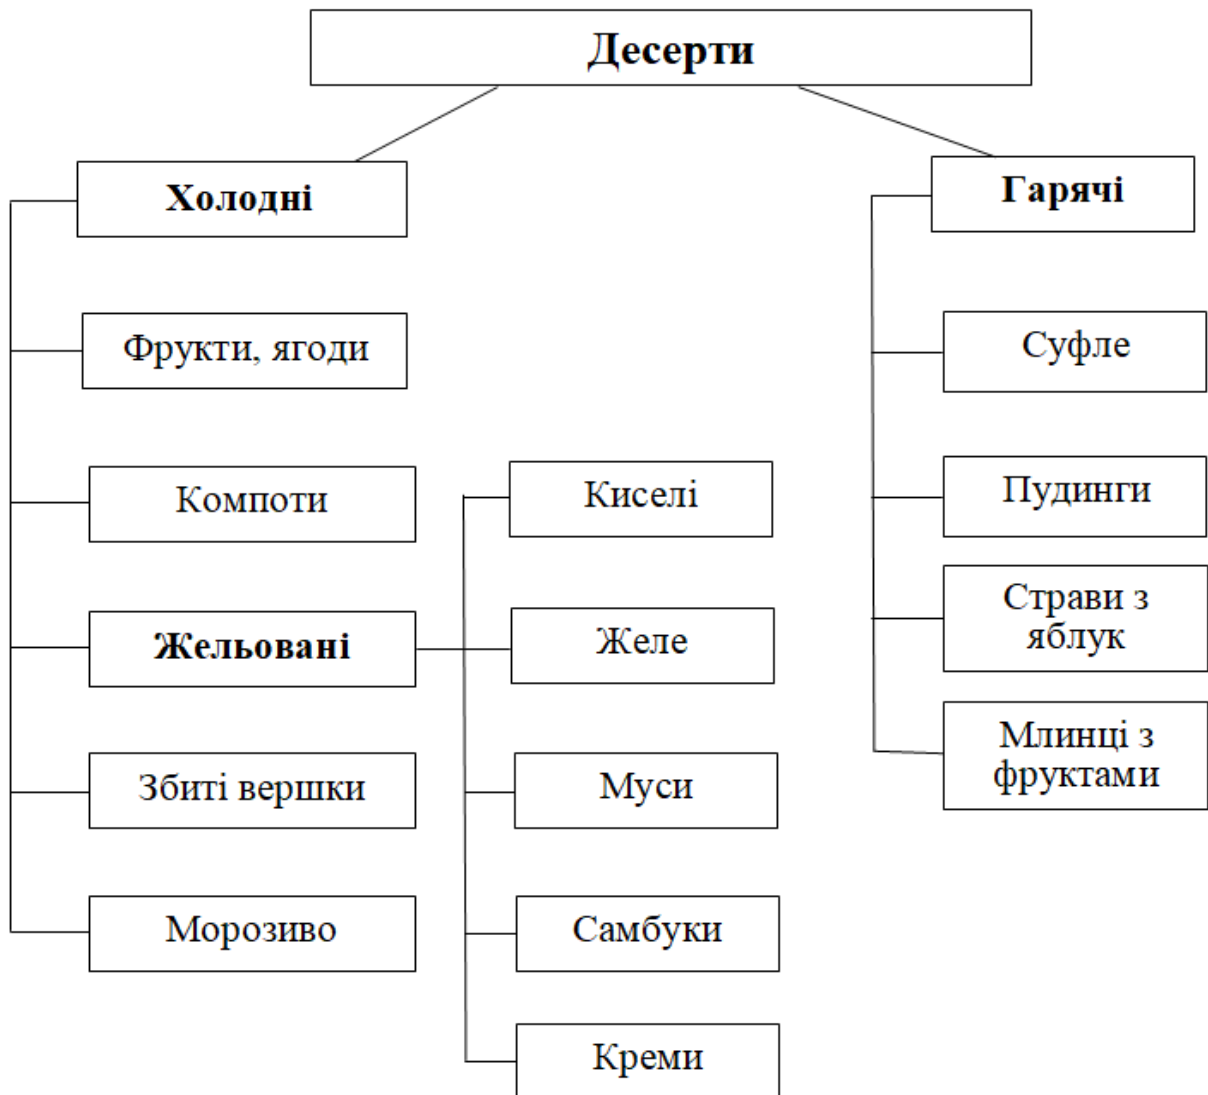 Десерти
Холодні
Фрукти, ягоди
Компоти
Жельовані
Збиті вершки
Морозиво
Киселі
Желе
Муси
Самбуки
Креми
Гарячі
Суфле
Пудинги
Страви з
яблук
Млинці з
фруктами